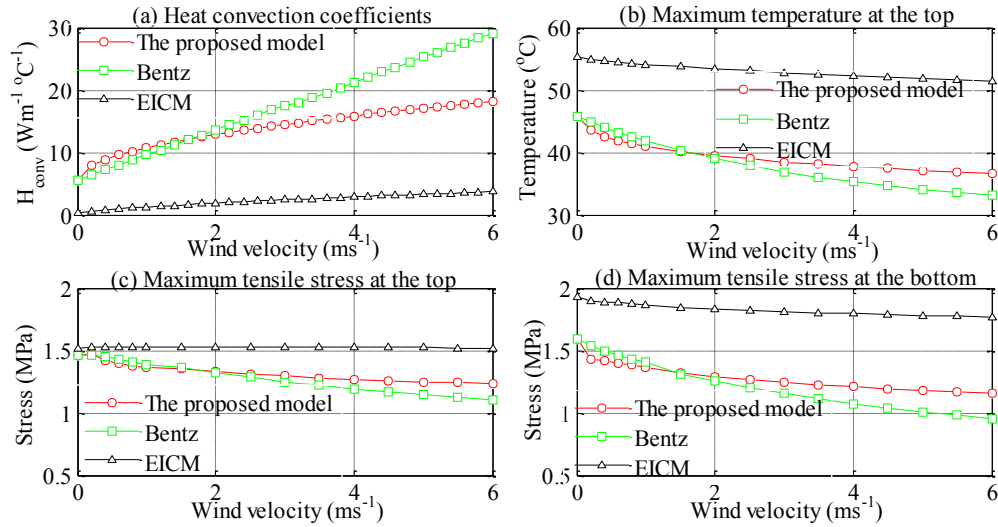 (a) Heat convection coefficients
30
20
10
0
H_conv (Wm⁻¹ °C⁻¹)
The proposed model
Bentz
EICM
0 2 4 6
Wind velocity (ms⁻¹)
(b) Maximum temperature at the top
60
50
40
30
Temperature (°C)
The proposed model
Bentz
EICM
0 2 4 6
Wind velocity (ms⁻¹)
(c) Maximum tensile stress at the top
2
1.5
1
0.5
Stress (MPa)
The proposed model
Bentz
EICM
0 2 4 6
Wind velocity (ms⁻¹)
(d) Maximum tensile stress at the bottom
2
1.5
1
0.5
Stress (MPa)
The proposed model
Bentz
EICM
0 2 4 6
Wind velocity (ms⁻¹)